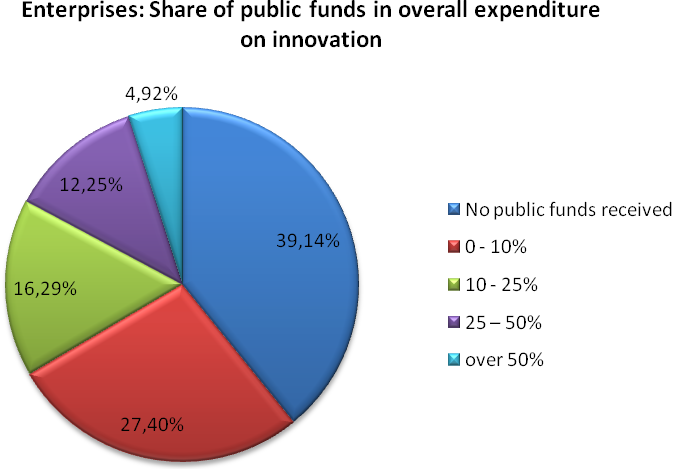 Enterprises: Share of public funds in overall expenditure
on innovation
4,92%
12,25%
39,14%
16,29%
27,40%
No public funds received
0 - 10%
10 - 25%
25 – 50%
over 50%